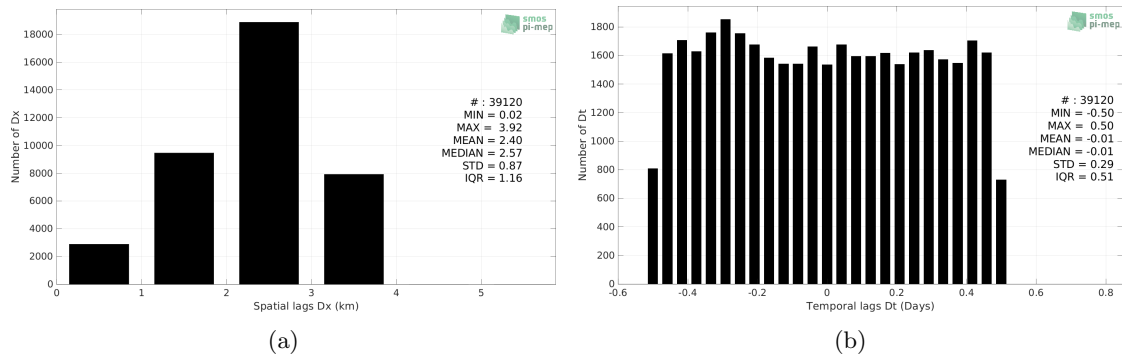 smos
pi-mep
18000
16000
14000
12000
10000
8000
6000
4000
2000
0
Number of Dx
# : 39120
MIN = 0.02
MAX = 3.92
MEAN = 2.40
MEDIAN = 2.57
STD = 0.87
IQR = 1.16
0 1 2 3 4 5
Spatial lags Dx (km)
(a)
smos
pi-mep
1800
1600
1400
1200
1000
800
600
400
200
0
Number of Dt
# : 39120
MIN = -0.50
MAX = 0.50
MEAN = -0.01
MEDIAN = -0.01
STD = 0.29
IQR = 0.51
-0.6 -0.4 -0.2 0 0.2 0.4 0.6 0.8
Temporal lags Dt (Days)
(b)